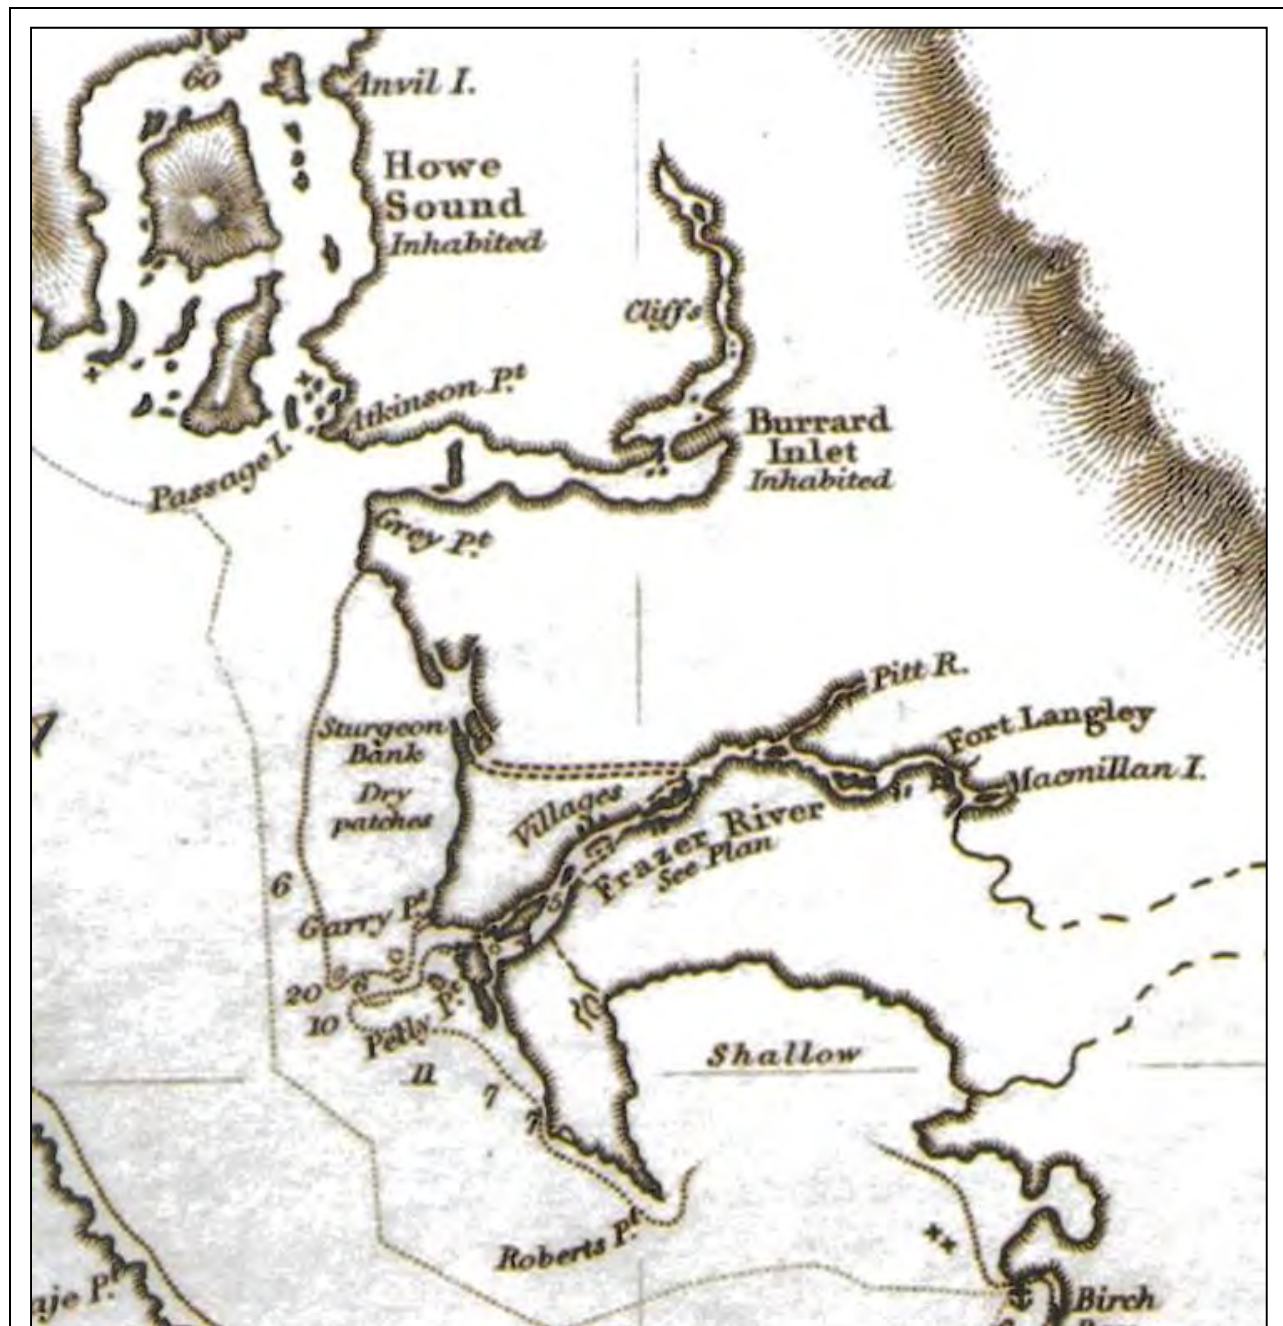 60
Anvil I.
Howe
Sound
Inhabited
Cliffs
Atkinson Pt.
Passage I.
Burrard
Inlet
Inhabited
Grey Pt.
Pitt R.
Fort Langley
Macmillan I.
Sturgeon
Bank
Dry
patches
Villages
Frazer River
See Plan
5
6
Garry Pt.
20
10
Pelly Pt.
11
7
7
Shallow
Roberts Pt.
Birch